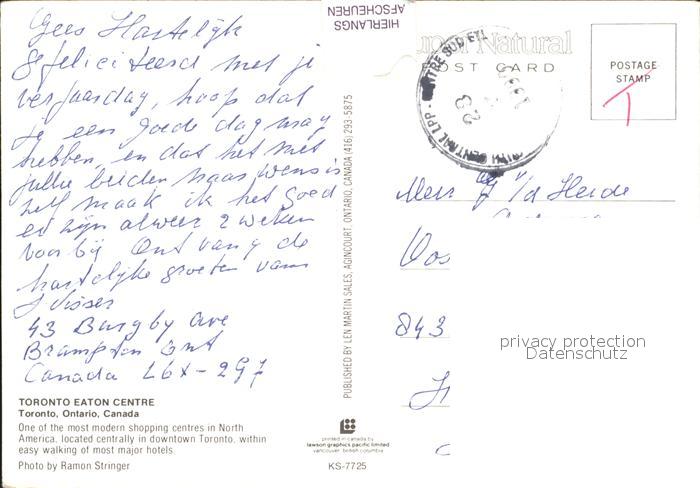 Gees Hartelijk
gefeliciteerd met je
verjaardag, hoop dat
je een goede dag mag
hebben, en dat het met
jullie beiden naar wens is
zelf maak ik het goed
er zijn alweer 2 weken
voorbij Ontvang de
hartelijke groeten van
J Visser
43 Burgby ave
Brampton Ont
Canada L6X-2G7
TORONTO EATON CENTRE
Toronto, Ontario, Canada
One of the most modern shopping centres in North
America, located centrally in downtown Toronto, within
easy walking of most major hotels.
Photo by Ramon Stringer
PUBLISHED BY LEN MARTIN SALES, AGINCOURT, ONTARIO, CANADA (416) 293-5875
printed in canada by
lawson graphics pacific limited
vancouver, british columbia
KS-7725
HIERLANGS
AFSCHEUREN
Super Natural
POST CARD
POSTAGE
STAMP
v/d Heide
843
privacy protection
Datenschutz